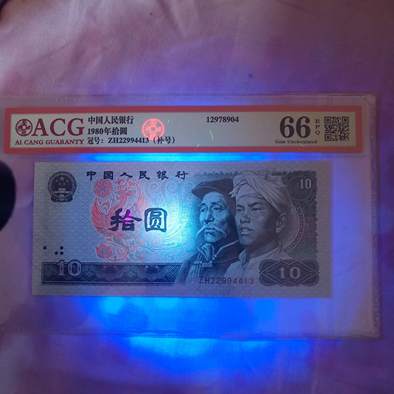 ACG
AI CANG GUARANTY
中国人民银行
1980年拾圆
冠号：ZH22994413（补号）
12978904
66
EPQ
Gem Uncirculated
中国人民银行
10
拾圆
10
10
ZH22994413